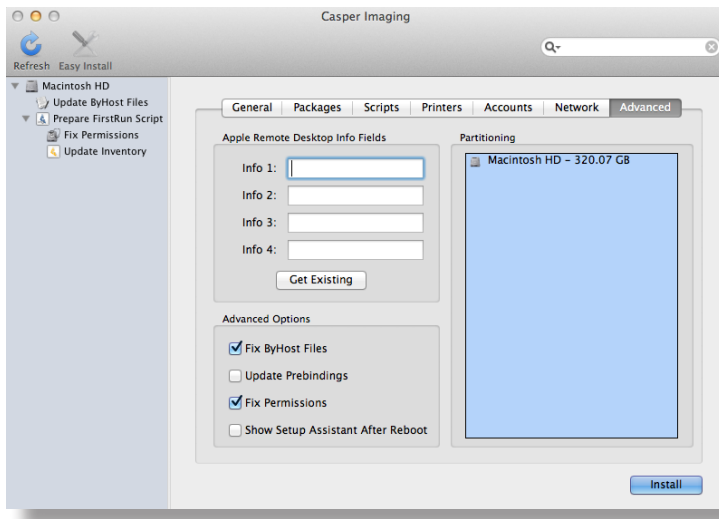 Casper Imaging
Refresh Easy Install
Macintosh HD
Update ByHost Files
Prepare FirstRun Script
Fix Permissions
Update Inventory
General Packages Scripts Printers Accounts Network Advanced
Apple Remote Desktop Info Fields
Info 1:
Info 2:
Info 3:
Info 4:
Get Existing
Advanced Options
Fix ByHost Files
Update Prebindings
Fix Permissions
Show Setup Assistant After Reboot
Partitioning
Macintosh HD – 320.07 GB
Install